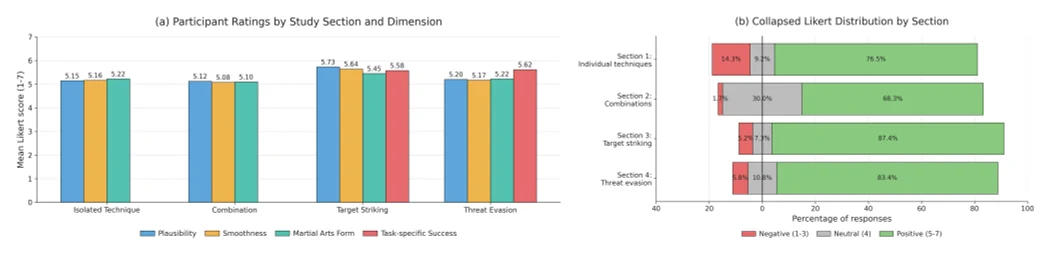 (a) Participant Ratings by Study Section and Dimension
Mean Likert score (1-7)
7
6
5
4
3
2
1
0
5.15 5.16 5.22
5.12 5.08 5.10
5.73 5.64 5.45 5.58
5.20 5.17 5.22 5.62
Isolated Technique Combination Target Striking Threat Evasion
Plausibility Smoothness Martial Arts Form Task-specific Success
(b) Collapsed Likert Distribution by Section
Section 1:
Individual techniques
14.3% 9.2% 76.5%
Section 2:
Combinations
1.7% 30.0% 68.3%
Section 3:
Target striking
5.2% 7.3% 87.4%
Section 4:
Threat evasion
5.8% 10.8% 83.4%
40 20 0 20 40 60 80 100
Percentage of responses
Negative (1-3) Neutral (4) Positive (5-7)